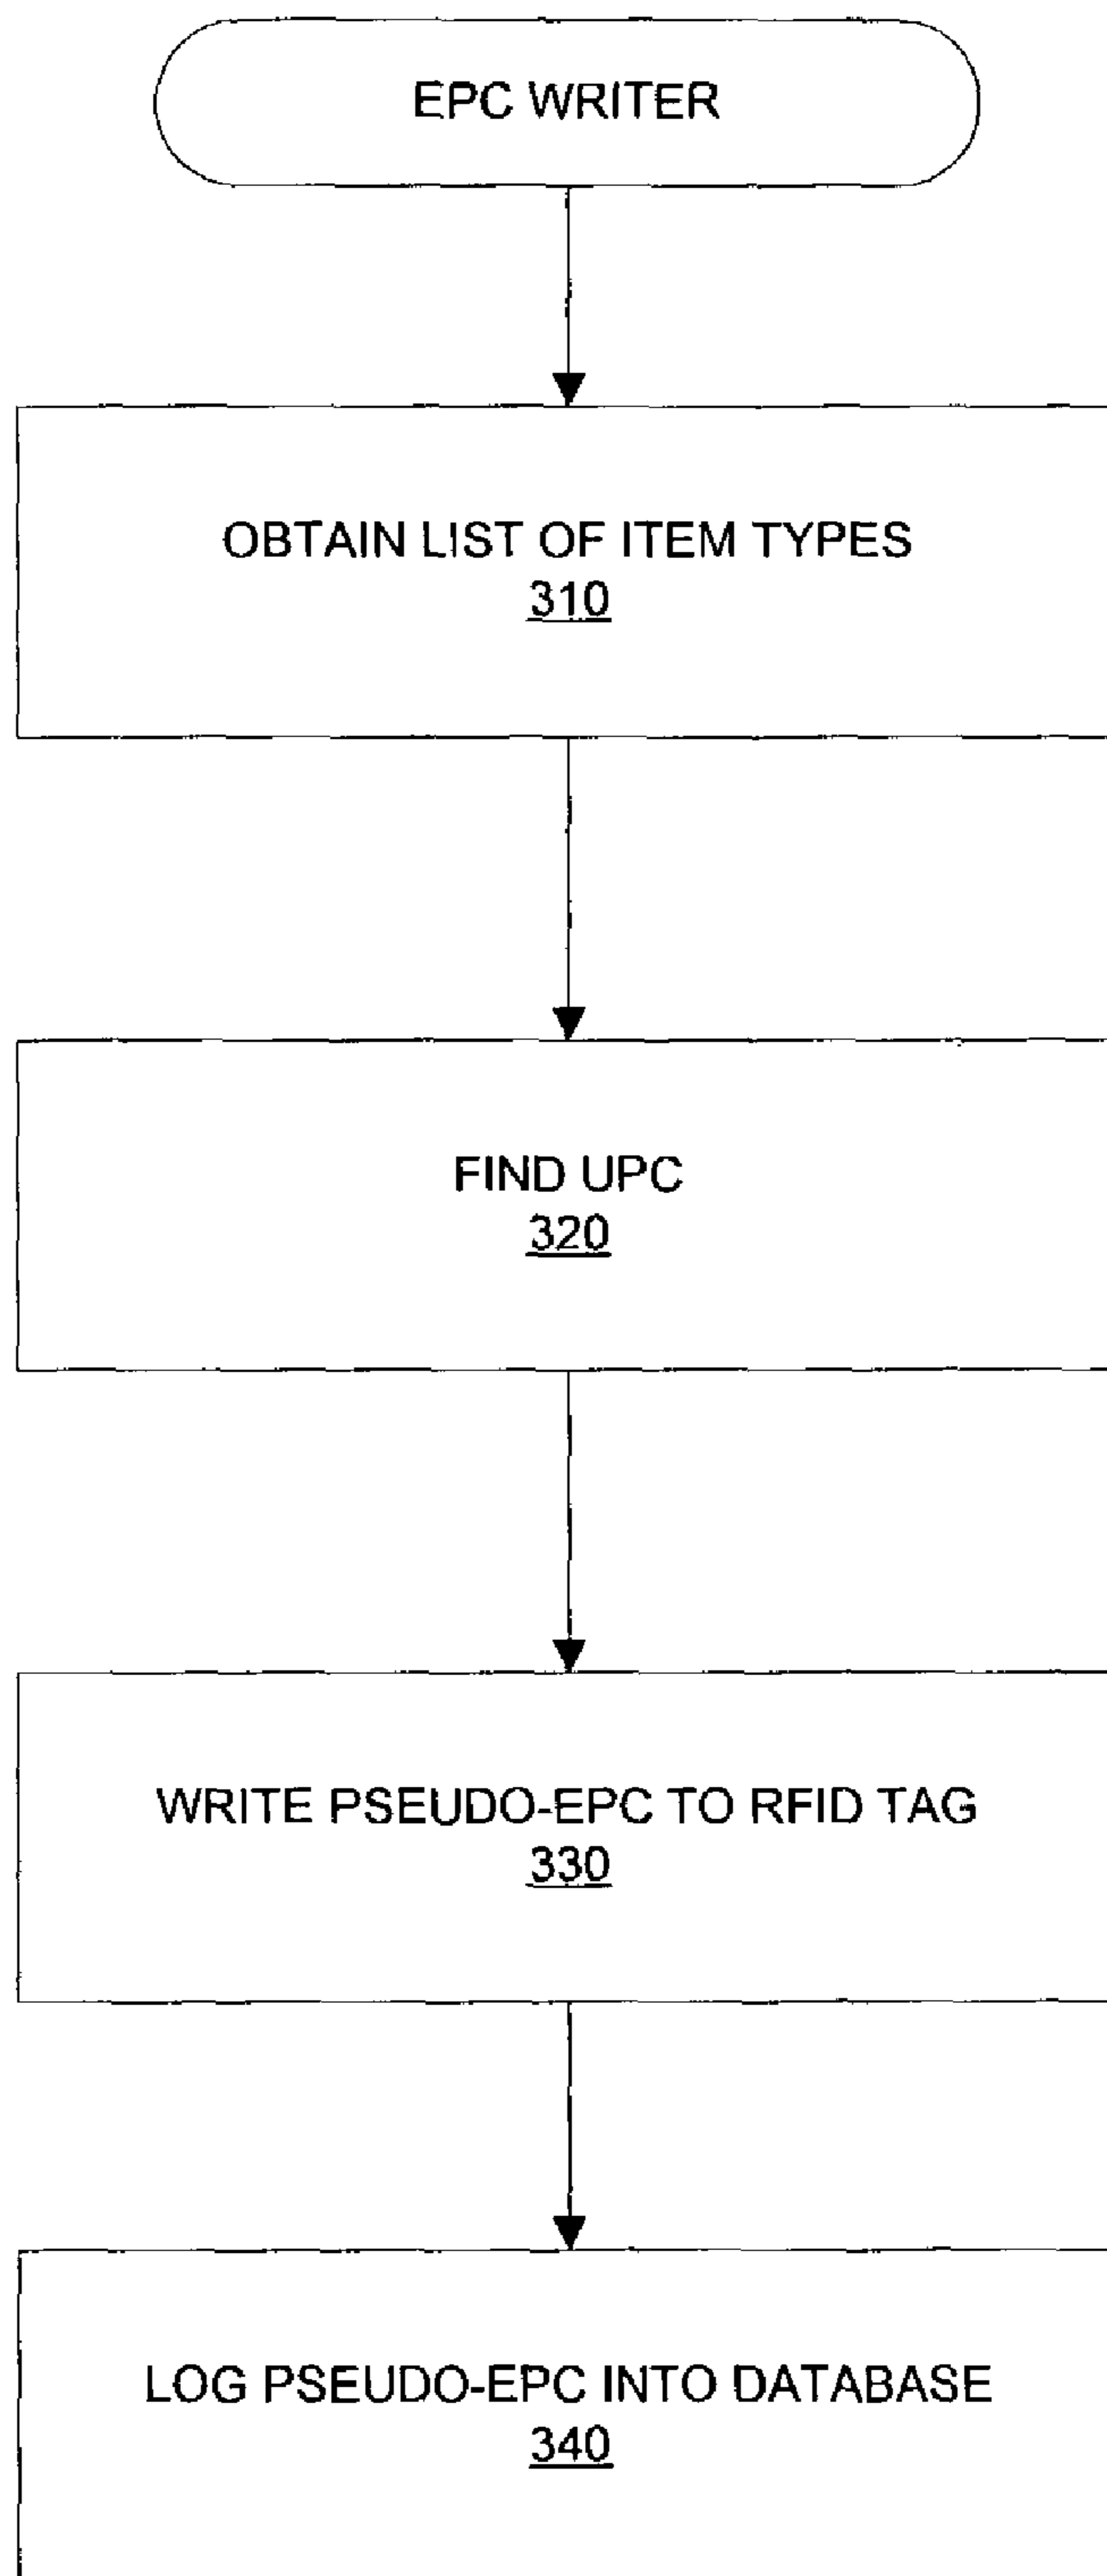 EPC WRITER
OBTAIN LIST OF ITEM TYPES
310
FIND UPC
320
WRITE PSEUDO-EPC TO RFID TAG
330
LOG PSEUDO-EPC INTO DATABASE
340